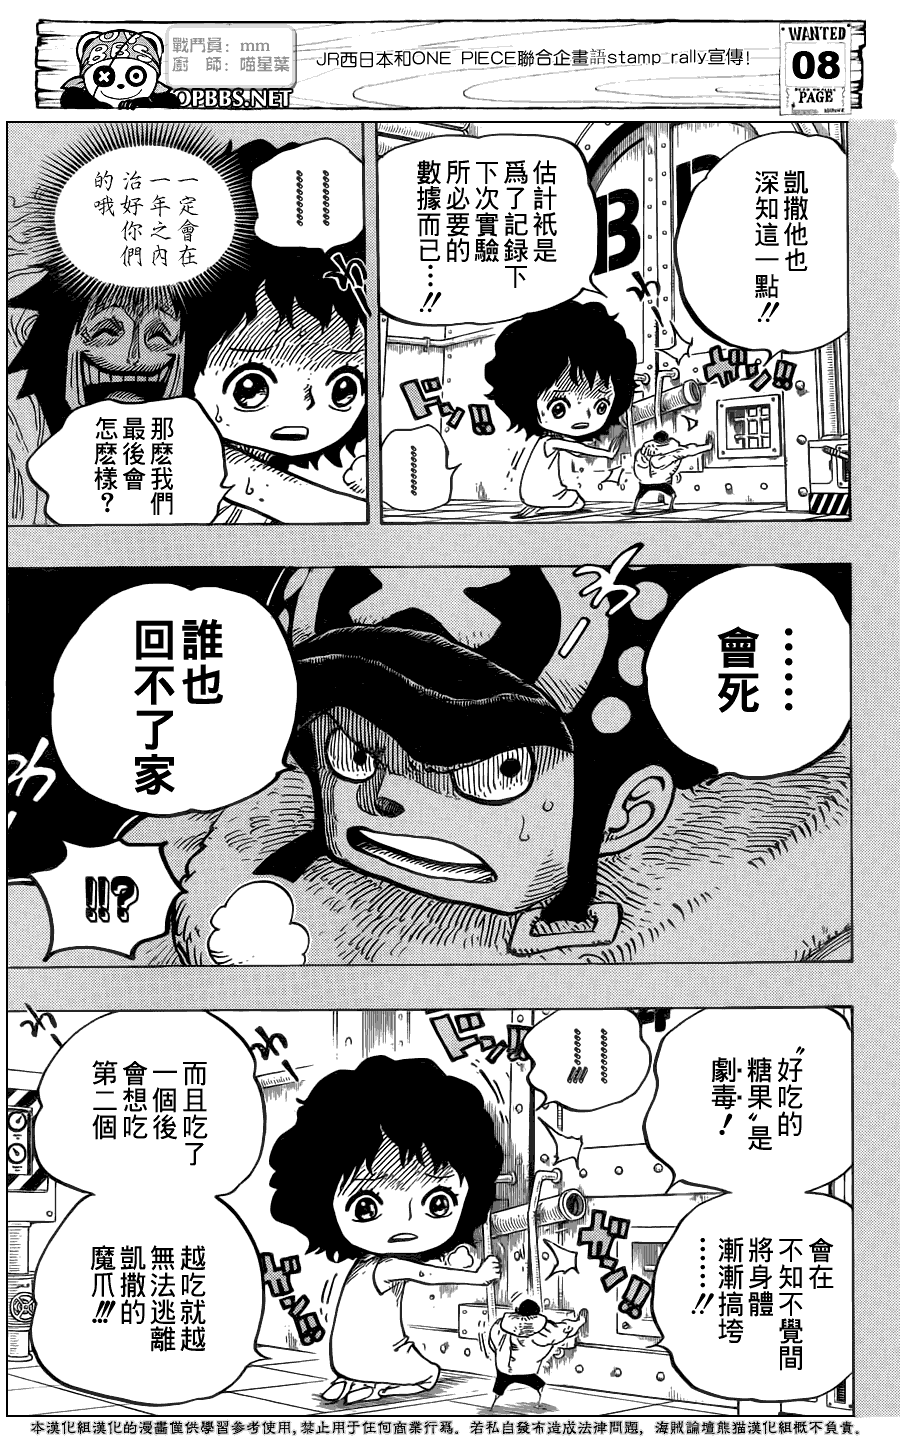 戰鬥員：mm
廚　師：喵星葉
OPBBS.NET
JR西日本和ONE PIECE聯合企畫語stamp rally宣傳！
WANTED
08
PAGE
凱撒他也
深知這一
點!!
估計衹是
爲了記録下
下次實驗
所必要的
數據而已…!!
…………
…………
一定會在
一年之內
治好你們
的哦
那麽我們
最後會
怎麽樣？
……
會死
誰也
回不了家
!!?
“好吃的
糖果”是
劇毒！
…………!!!
會在
不知不覺間
將身體
漸漸搞垮
……!!
而且吃了
一個後
會想吃
第二個
越吃就越
無法逃離
凱撒的
魔爪!!!
本漢化組漢化的漫畫僅供學習參考使用,禁止用于任何商業行爲。若私自發布造成法律問題,海賊論壇熊猫漢化組概不負責。